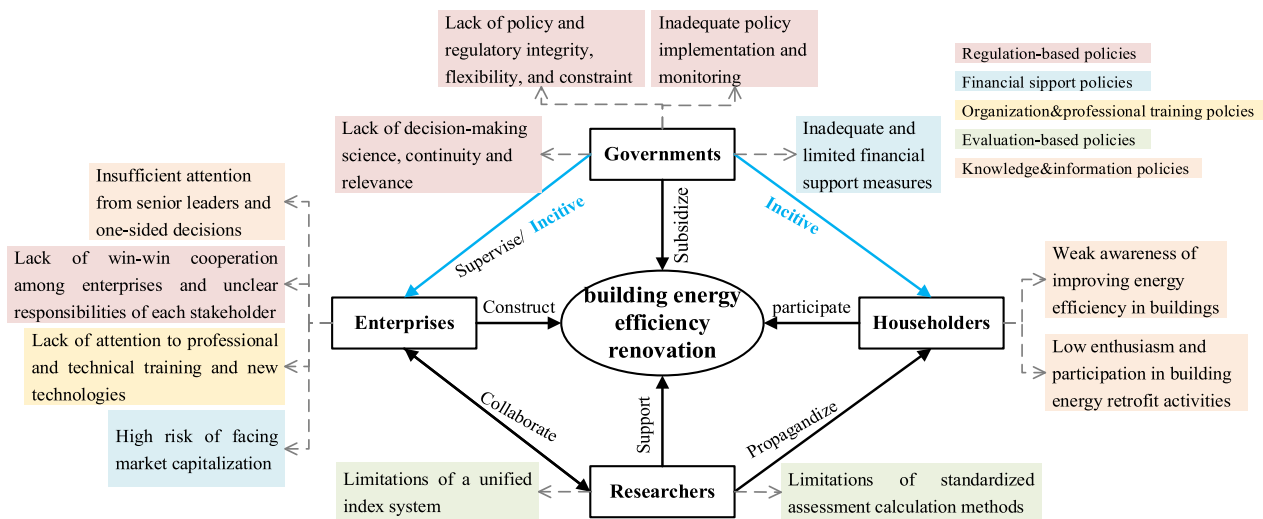 Lack of policy and
regulatory integrity,
flexibility, and constraint
Inadequate policy
implementation and
monitoring
Regulation-based policies
Financial sipport policies
Organization&professional training polcies
Evaluation-based policies
Knowledge&information policies
Lack of decision-making
science, continuity and
relevance
Governments
Inadequate and
limited financial
support measures
Insufficient attention
from senior leaders and
one-sided decisions
Lack of win-win cooperation
among enterprises and unclear
responsibilities of each stakeholder
Lack of attention to professional
and technical training and new
technologies
High risk of facing
market capitalization
Supervise/ Incitive
Subsidize
Incitive
Enterprises
Construct
building energy
efficiency
renovation
participate
Householders
Weak awareness of
improving energy
efficiency in buildings
Low enthusiasm and
participation in building
energy retrofit activities
Collaborate
Support
Propagandize
Limitations of a unified
index system
Researchers
Limitations of standardized
assessment calculation methods